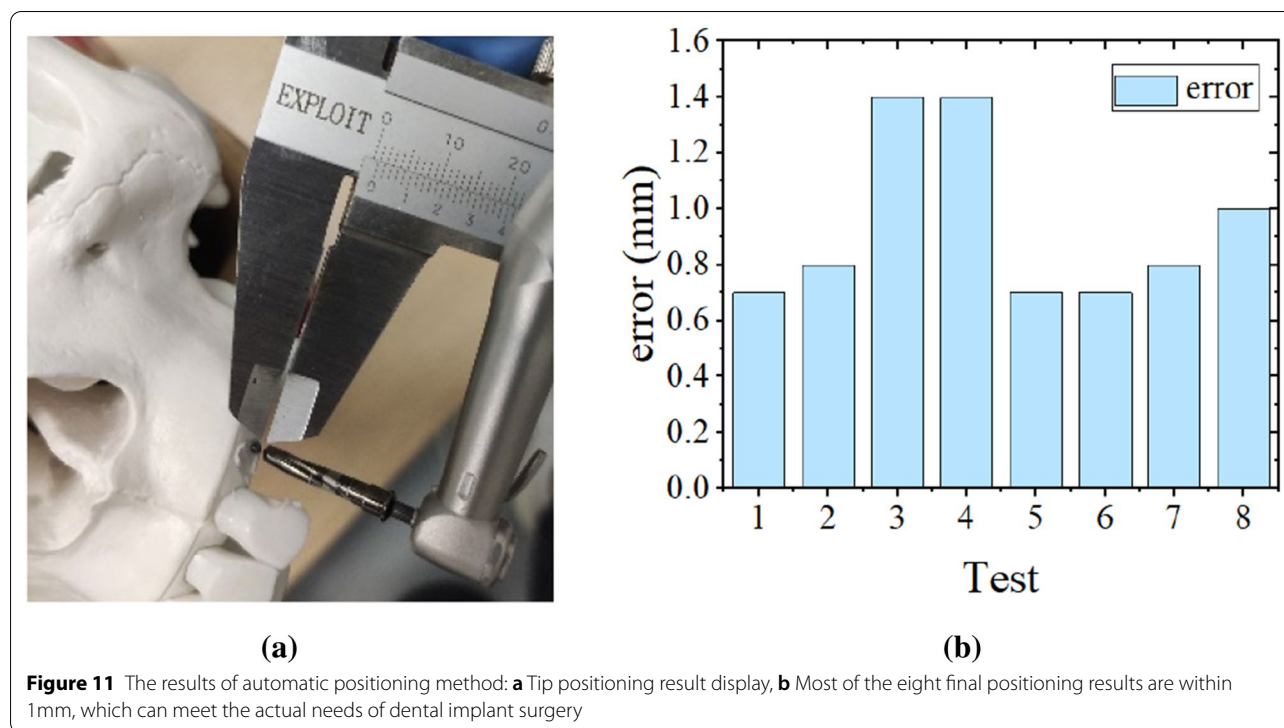 EXPLOIT
0
10
20
0.
0 1 2 3 4
(a)
1.6
1.4
1.2
1.0
0.8
0.6
0.4
0.2
0.0
error (mm)
error
1 2 3 4 5 6 7 8
Test
(b)
Figure 11 The results of automatic positioning method: a Tip positioning result display, b Most of the eight final positioning results are within
1mm, which can meet the actual needs of dental implant surgery